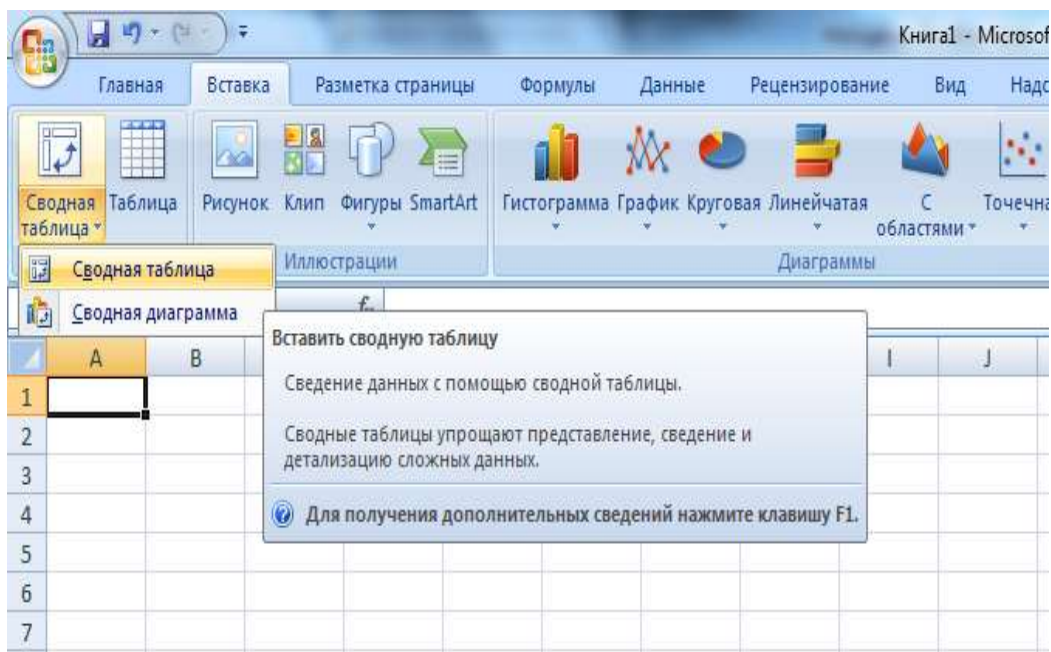 Книга1 - Microsof
Главная Вставка Разметка страницы Формулы Данные Рецензирование Вид Надс
Сводная таблица Таблица Рисунок Клип Фигуры SmartArt Гистограмма График Круговая Линейчатая С областями Точечна
Иллюстрации Диаграммы
Сводная таблица
Сводная диаграмма
Вставить сводную таблицу
Сведение данных с помощью сводной таблицы.
Сводные таблицы упрощают представление, сведение и
детализацию сложных данных.
Для получения дополнительных сведений нажмите клавишу F1.
A B I J
1
2
3
4
5
6
7